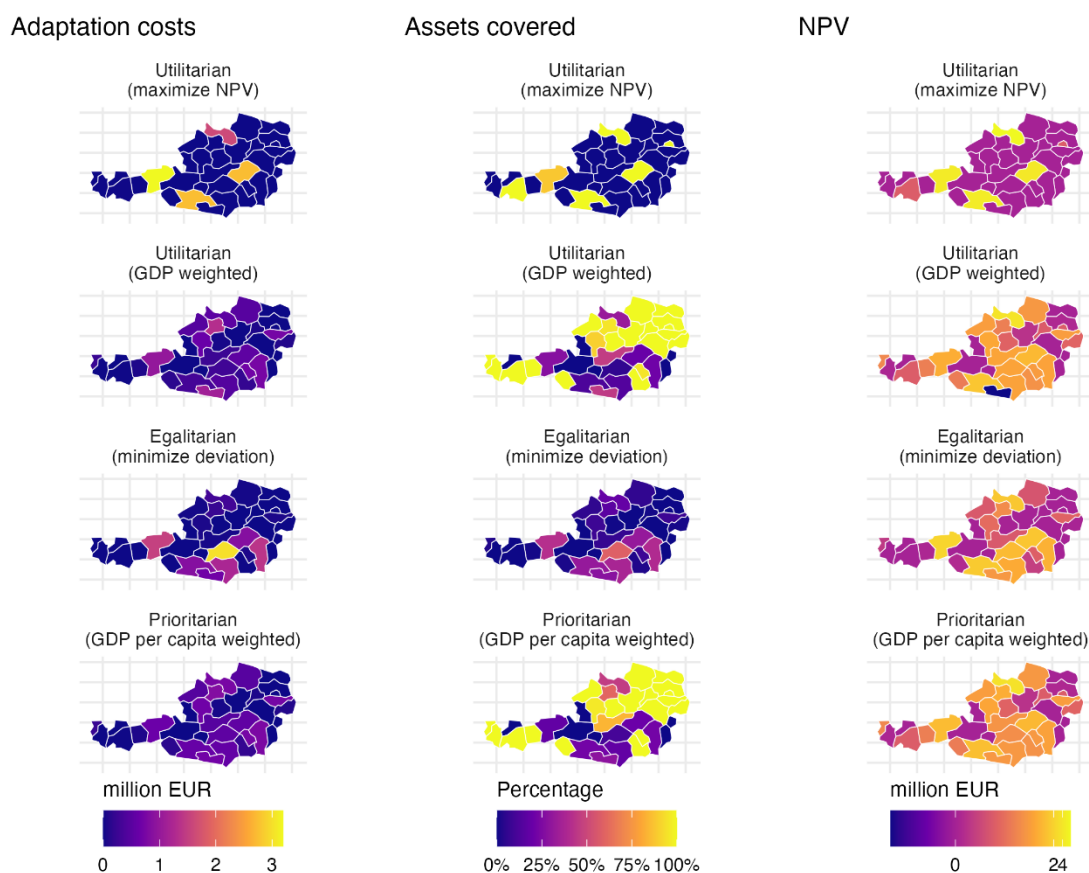 Adaptation costs
Assets covered
NPV
Utilitarian
(maximize NPV)
Utilitarian
(maximize NPV)
Utilitarian
(maximize NPV)
Utilitarian
(GDP weighted)
Utilitarian
(GDP weighted)
Utilitarian
(GDP weighted)
Egalitarian
(minimize deviation)
Egalitarian
(minimize deviation)
Egalitarian
(minimize deviation)
Prioritarian
(GDP per capita weighted)
Prioritarian
(GDP per capita weighted)
Prioritarian
(GDP per capita weighted)
million EUR
0 1 2 3
Percentage
0% 25% 50% 75% 100%
million EUR
0 24